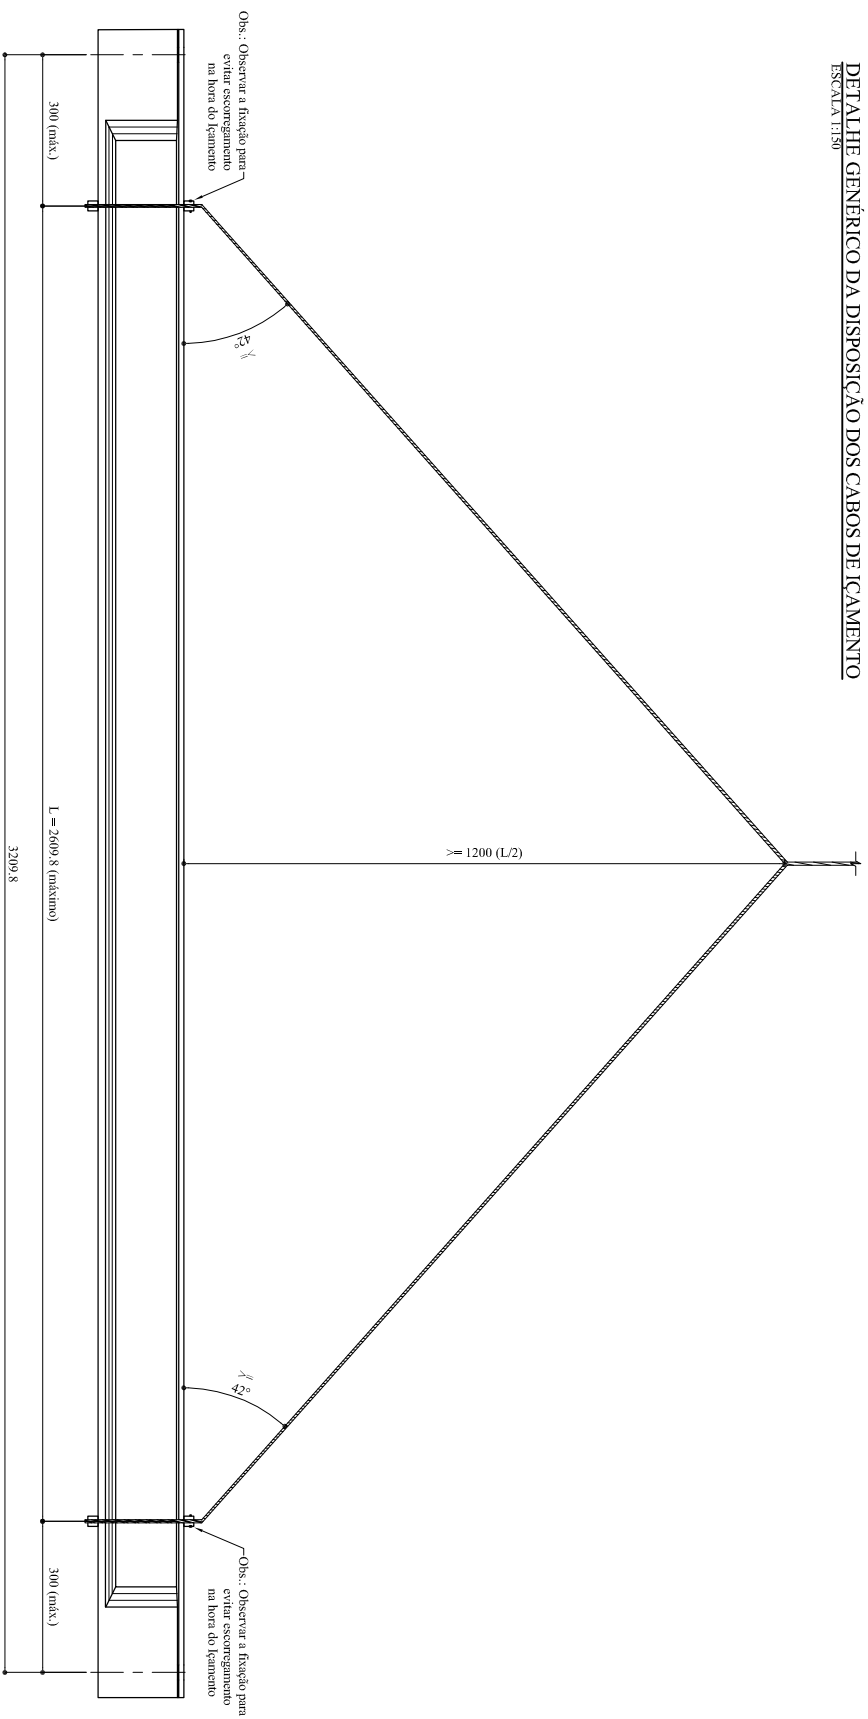 DETALHE GENÉRICO DA DISPOSIÇÃO DOS CABOS DE IÇAMENTO
ESCALA 1:150
>= 1200 (L/2)
>=
42°
>=
42°
Obs.: Observar a fixação para
evitar escorregamento
na hora do Içamento
Obs.: Observar a fixação para
evitar escorregamento
na hora do Içamento
300 (máx.)
L = 2609.8 (máximo)
300 (máx.)
3209.8